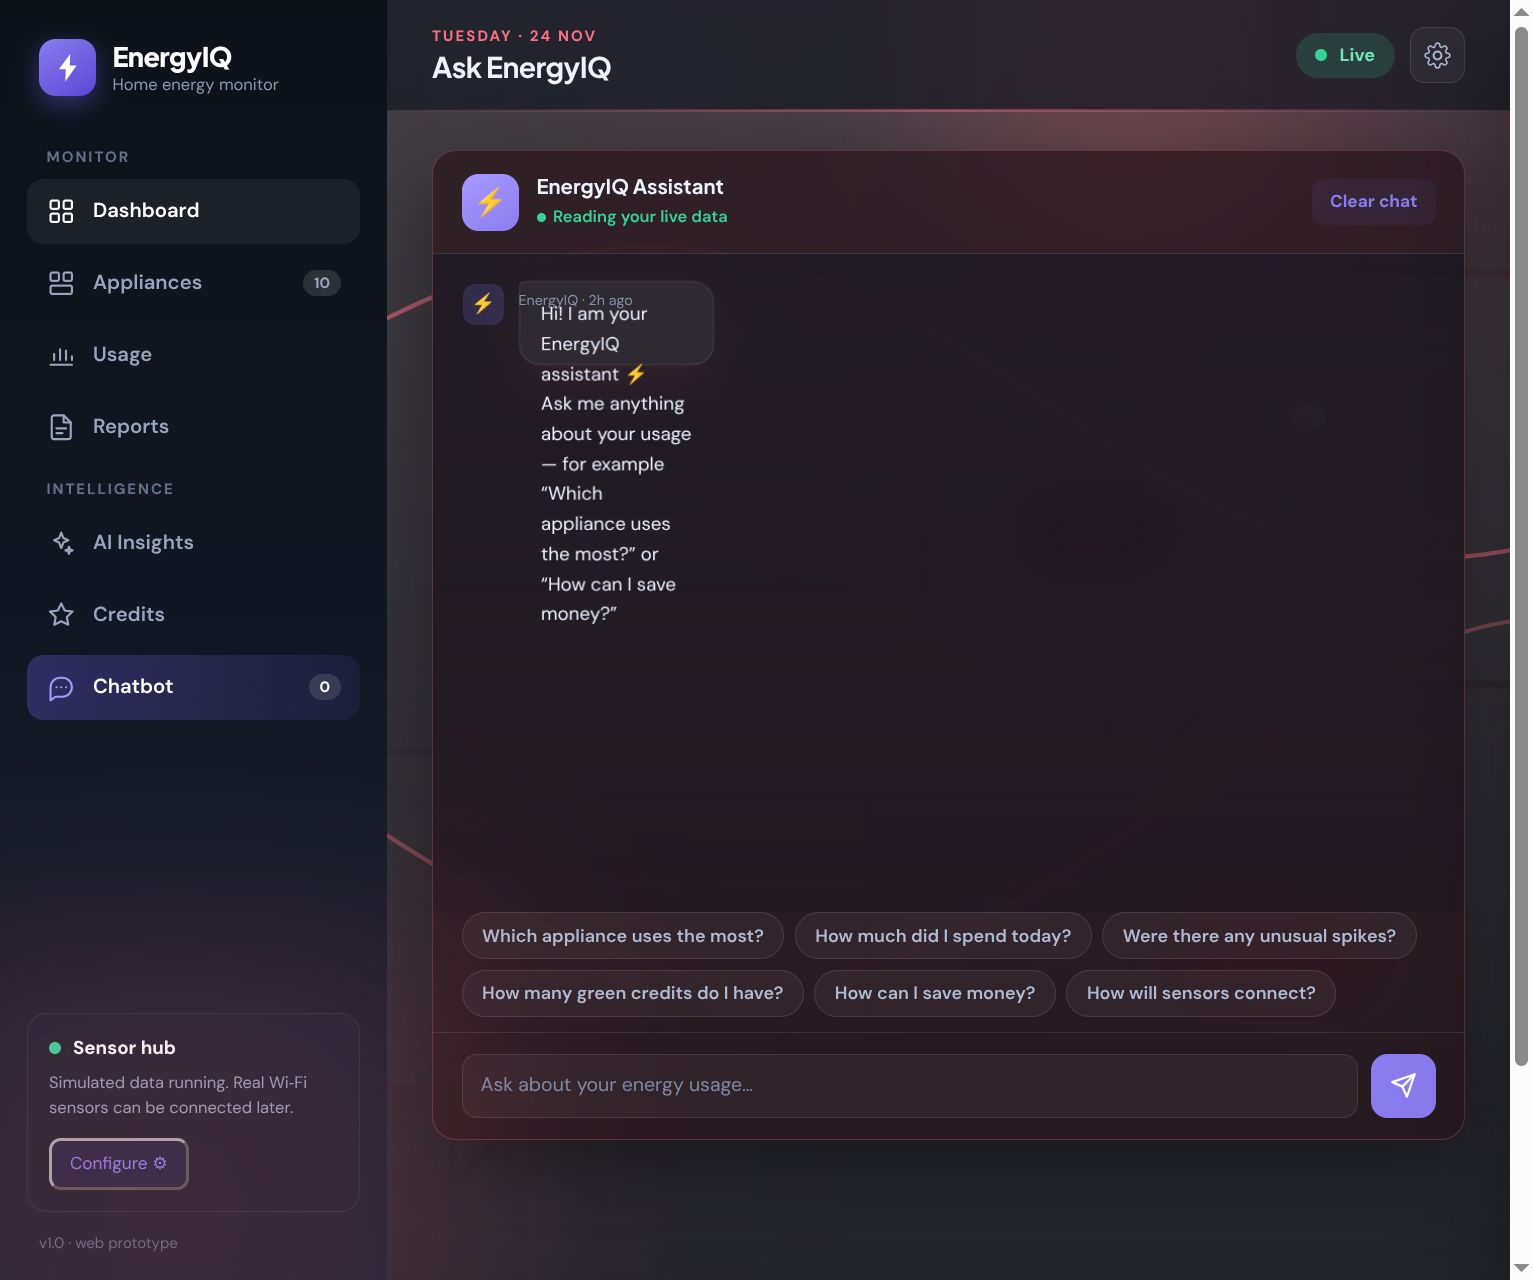 EnergyIQ
Home energy monitor
MONITOR
Dashboard
Appliances 10
Usage
Reports
INTELLIGENCE
AI Insights
Credits
Chatbot 0
Sensor hub
Simulated data running. Real Wi-Fi
sensors can be connected later.
Configure ⚙
v1.0 · web prototype
TUESDAY · 24 NOV
Ask EnergyIQ
Live
EnergyIQ Assistant
Reading your live data
Clear chat
EnergyIQ · 2h ago
Hi! I am your
EnergyIQ
assistant ⚡
Ask me anything
about your usage
— for example
“Which
appliance uses
the most?” or
“How can I save
money?”
Which appliance uses the most? How much did I spend today? Were there any unusual spikes?
How many green credits do I have? How can I save money? How will sensors connect?
Ask about your energy usage...